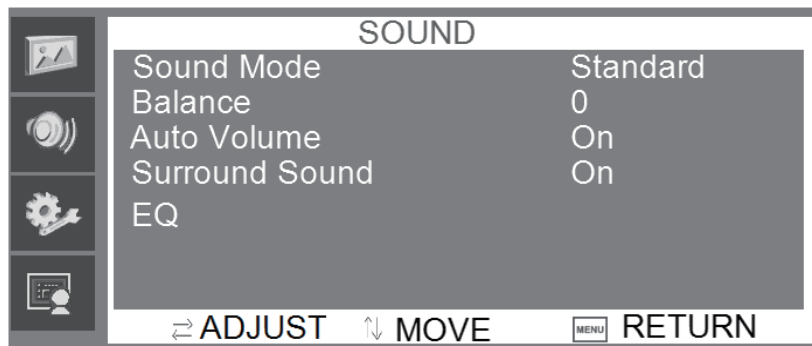 SOUND
Sound Mode Standard
Balance 0
Auto Volume On
Surround Sound On
EQ
ADJUST MOVE MENU RETURN